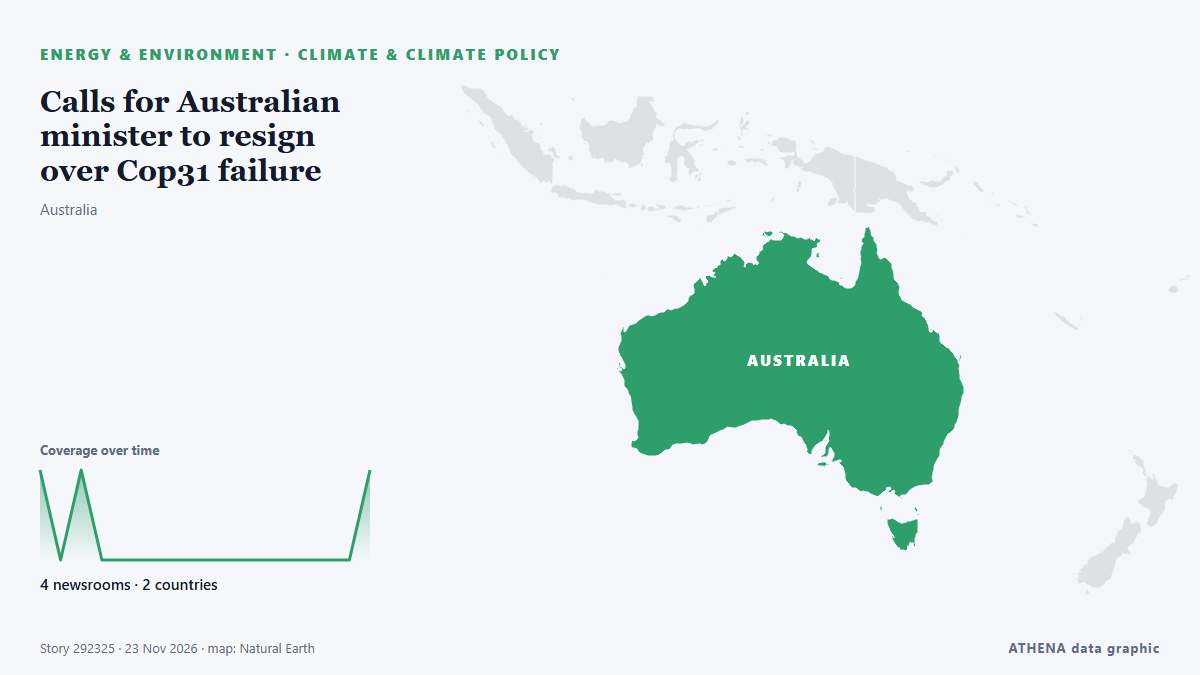 ENERGY & ENVIRONMENT · CLIMATE & CLIMATE POLICY
Calls for Australian
minister to resign
over Cop31 failure
Australia
AUSTRALIA
Coverage over time
4 newsrooms · 2 countries
Story 292325 · 23 Nov 2026 · map: Natural Earth
ATHENA data graphic